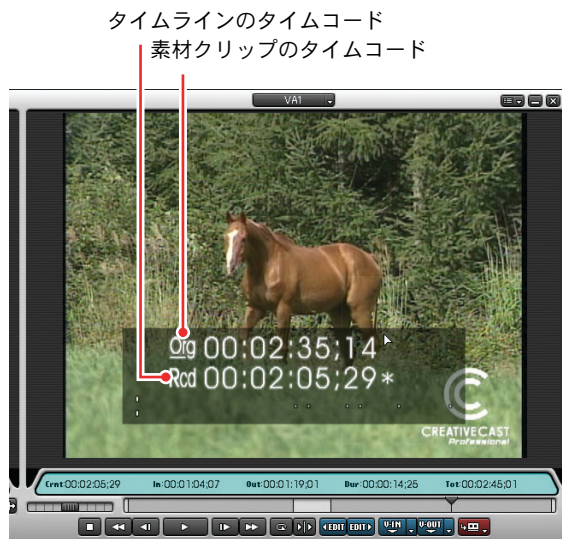 タイムラインのタイムコード
素材クリップのタイムコード
VA1
Org 00:02:35;14
Rcd 00:02:05;29*
CREATIVECAST
Professional
Crnt:00:02:05;29 In:00:01:04;07 Out:00:01:19;01 Dur:00:00:14;25 Tot:00:02:45;01
EDIT EDIT V-IN V-OUT